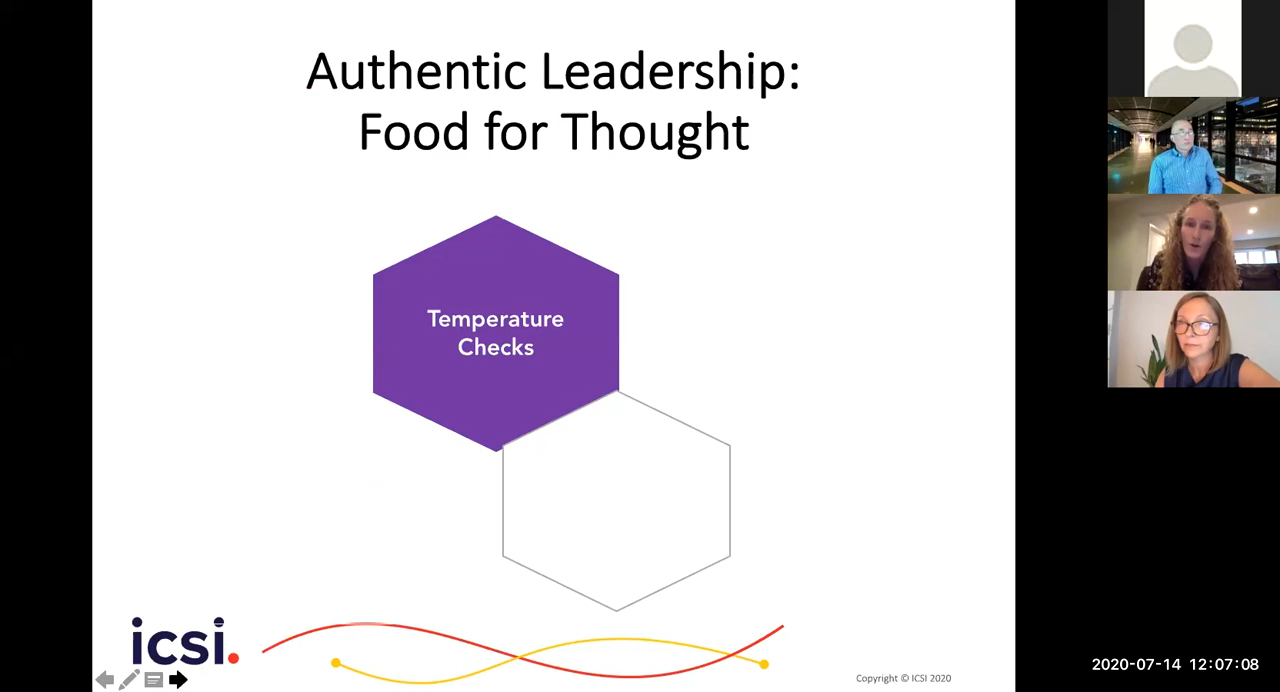 Authentic Leadership:
Food for Thought
Temperature
Checks
icsi.
Copyright © ICSI 2020
2020-07-14 12:07:08